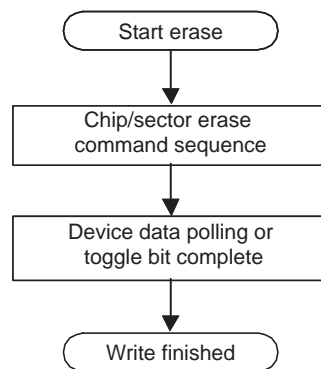 Start erase
Chip/sector erase
command sequence
Device data polling or
toggle bit complete
Write finished